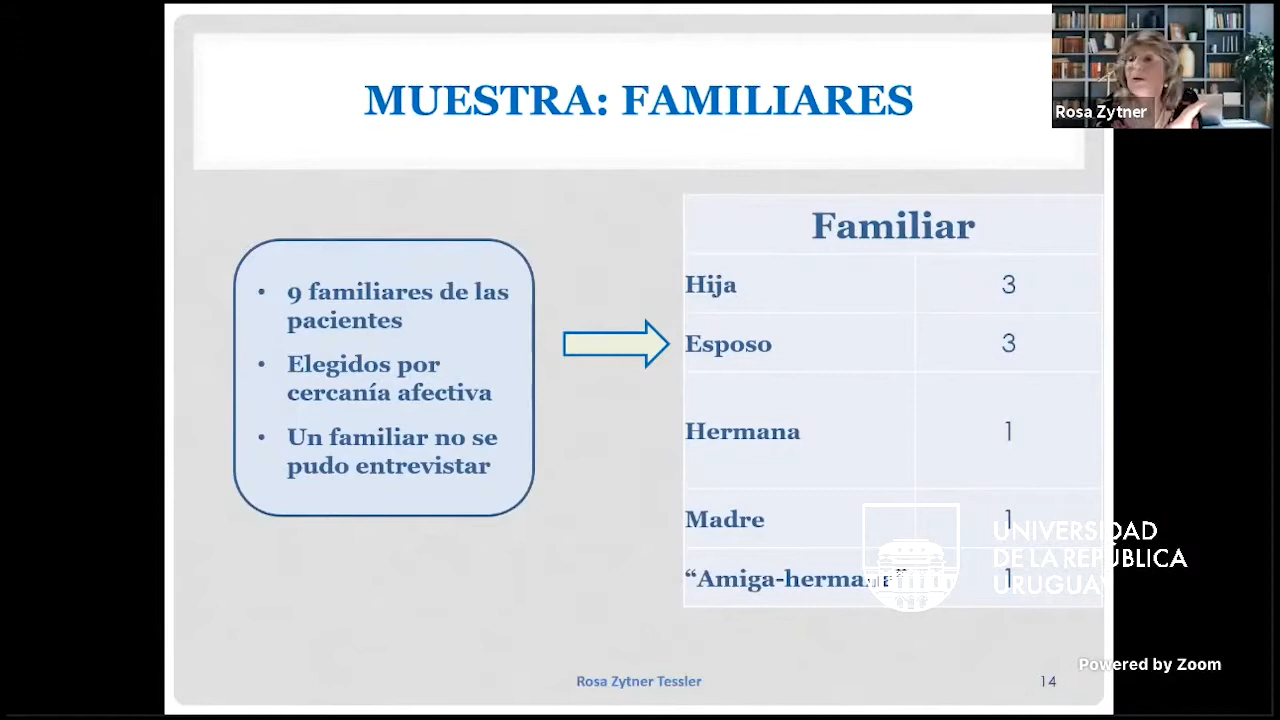 MUESTRA: FAMILIARES
Rosa Zytner
• 9 familiares de las
pacientes
• Elegidos por
cercanía afectiva
• Un familiar no se
pudo entrevistar
Familiar
Hija 3
Esposo 3
Hermana 1
Madre 1
“Amiga-hermana” 1
UNIVERSIDAD
DE LA REPÚBLICA
URUGUAY
Powered by Zoom
Rosa Zytner Tessler
14